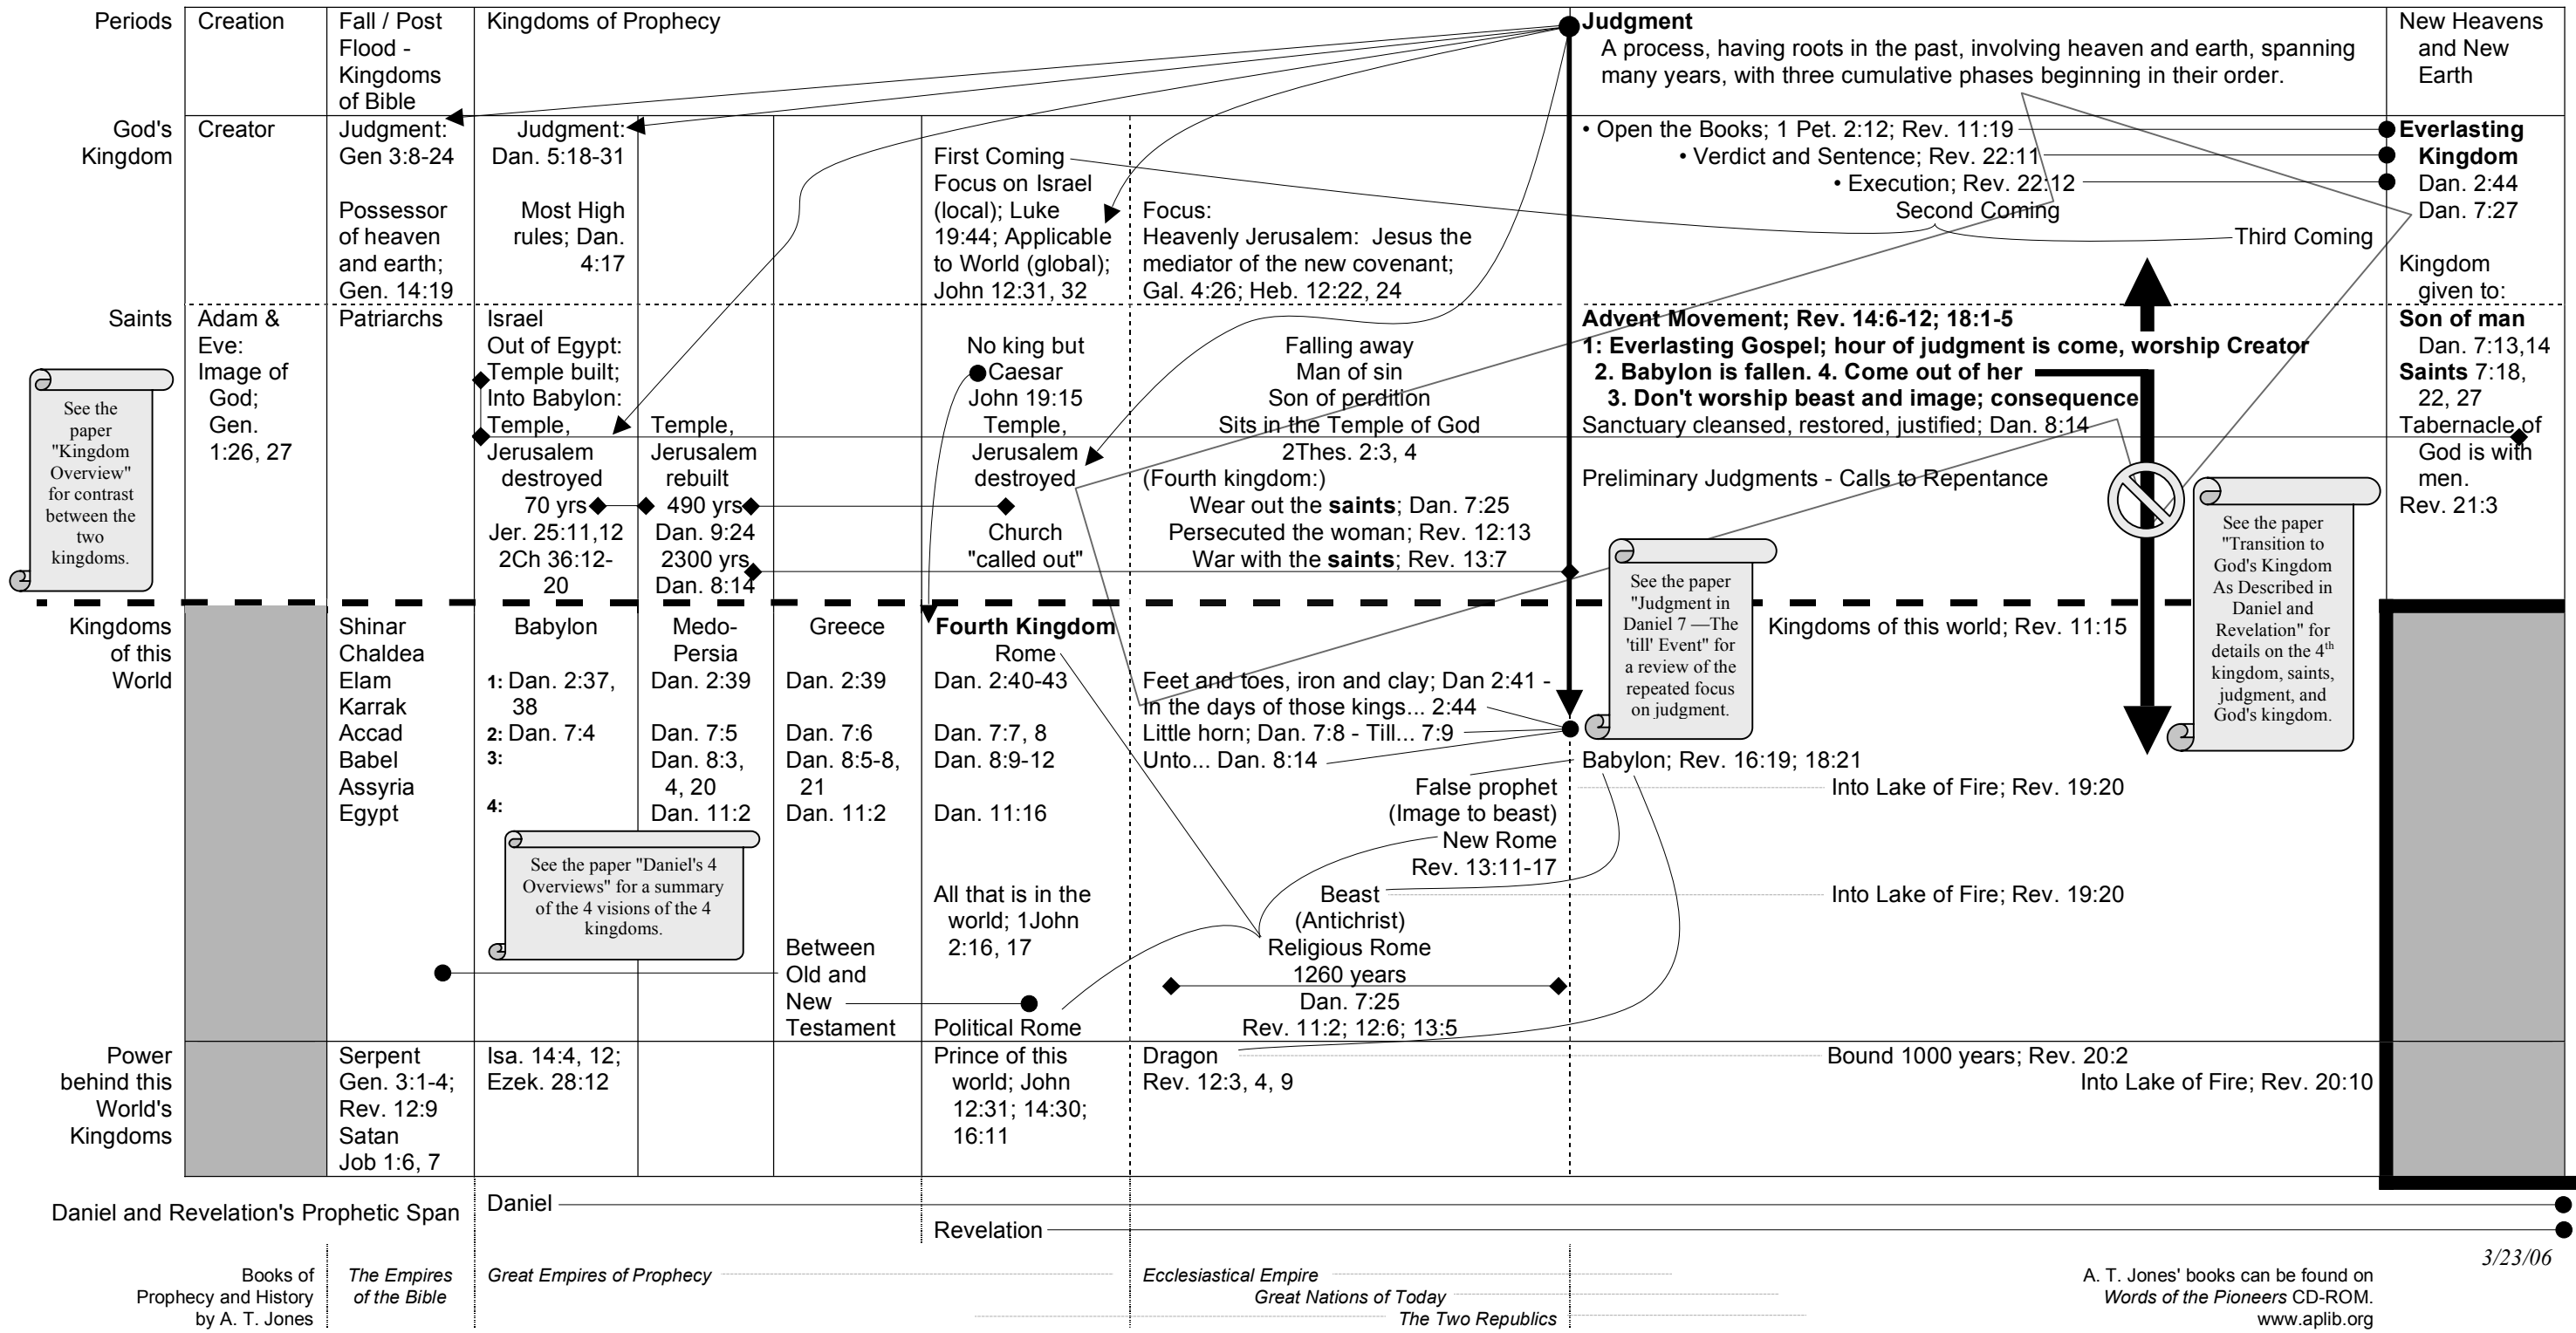 Periods
Creation
Fall / Post
Flood -
Kingdoms
of Bible
Kingdoms of Prophecy
Judgment
A process, having roots in the past, involving heaven and earth, spanning
many years, with three cumulative phases beginning in their order.
New Heavens
and New
Earth
God's
Kingdom
Creator
Judgment:
Gen 3:8-24
Possessor
of heaven
and earth;
Gen. 14:19
Judgment:
Dan. 5:18-31
Most High
rules; Dan.
4:17
First Coming
Focus on Israel
(local); Luke
19:44; Applicable
to World (global);
John 12:31, 32
Focus:
Heavenly Jerusalem: Jesus the
mediator of the new covenant;
Gal. 4:26; Heb. 12:22, 24
• Open the Books; 1 Pet. 2:12; Rev. 11:19
• Verdict and Sentence; Rev. 22:11
• Execution; Rev. 22:12
Second Coming
Third Coming
Everlasting
Kingdom
Dan. 2:44
Dan. 7:27
Kingdom
given to:
Saints
Adam &
Eve:
Image of
God;
Gen.
1:26, 27
Patriarchs
Israel
Out of Egypt:
Temple built;
Into Babylon:
Temple,
Jerusalem
destroyed
70 yrs
Jer. 25:11,12
2Ch 36:12-
20
Temple,
Jerusalem
rebuilt
490 yrs
Dan. 9:24
2300 yrs
Dan. 8:14
No king but
Caesar
John 19:15
Temple,
Jerusalem
destroyed
Church
"called out"
Falling away
Man of sin
Son of perdition
Sits in the Temple of God
2Thes. 2:3, 4
(Fourth kingdom:)
Wear out the saints; Dan. 7:25
Persecuted the woman; Rev. 12:13
War with the saints; Rev. 13:7
Advent Movement; Rev. 14:6-12; 18:1-5
1: Everlasting Gospel; hour of judgment is come, worship Creator
2. Babylon is fallen. 4. Come out of her
3. Don't worship beast and image; consequence
Sanctuary cleansed, restored, justified; Dan. 8:14
Preliminary Judgments - Calls to Repentance
Son of man
Dan. 7:13,14
Saints 7:18,
22, 27
Tabernacle of
God is with
men.
Rev. 21:3
See the
paper
"Kingdom
Overview"
for contrast
between the
two
kingdoms.
See the paper
"Judgment in
Daniel 7 —The
'till' Event" for
a review of the
repeated focus
on judgment.
See the paper
"Transition to
God's Kingdom
As Described in
Daniel and
Revelation" for
details on the 4th
kingdom, saints,
judgment, and
God's kingdom.
Kingdoms
of this
World
Shinar
Chaldea
Elam
Karrak
Accad
Babel
Assyria
Egypt
Babylon
1: Dan. 2:37,
38
2: Dan. 7:4
3:
4:
Medo-
Persia
Dan. 2:39
Dan. 7:5
Dan. 8:3,
4, 20
Dan. 11:2
Greece
Dan. 2:39
Dan. 7:6
Dan. 8:5-8,
21
Dan. 11:2
Between
Old and
New
Testament
Fourth Kingdom
Rome
Dan. 2:40-43
Dan. 7:7, 8
Dan. 8:9-12
Dan. 11:16
All that is in the
world; 1John
2:16, 17
Political Rome
Feet and toes, iron and clay; Dan 2:41 -
In the days of those kings... 2:44
Little horn; Dan. 7:8 - Till... 7:9
Unto... Dan. 8:14
False prophet
(Image to beast)
New Rome
Rev. 13:11-17
Beast
(Antichrist)
Religious Rome
1260 years
Dan. 7:25
Rev. 11:2; 12:6; 13:5
Kingdoms of this world; Rev. 11:15
Babylon; Rev. 16:19; 18:21
Into Lake of Fire; Rev. 19:20
Into Lake of Fire; Rev. 19:20
See the paper "Daniel's 4
Overviews" for a summary
of the 4 visions of the 4
kingdoms.
Power
behind this
World's
Kingdoms
Serpent
Gen. 3:1-4;
Rev. 12:9
Satan
Job 1:6, 7
Isa. 14:4, 12;
Ezek. 28:12
Prince of this
world; John
12:31; 14:30;
16:11
Dragon
Rev. 12:3, 4, 9
Bound 1000 years; Rev. 20:2
Into Lake of Fire; Rev. 20:10
Daniel and Revelation's Prophetic Span
Daniel
Revelation
3/23/06
Books of
Prophecy and History
by A. T. Jones
The Empires
of the Bible
Great Empires of Prophecy
Ecclesiastical Empire
Great Nations of Today
The Two Republics
A. T. Jones' books can be found on
Words of the Pioneers CD-ROM.
www.aplib.org